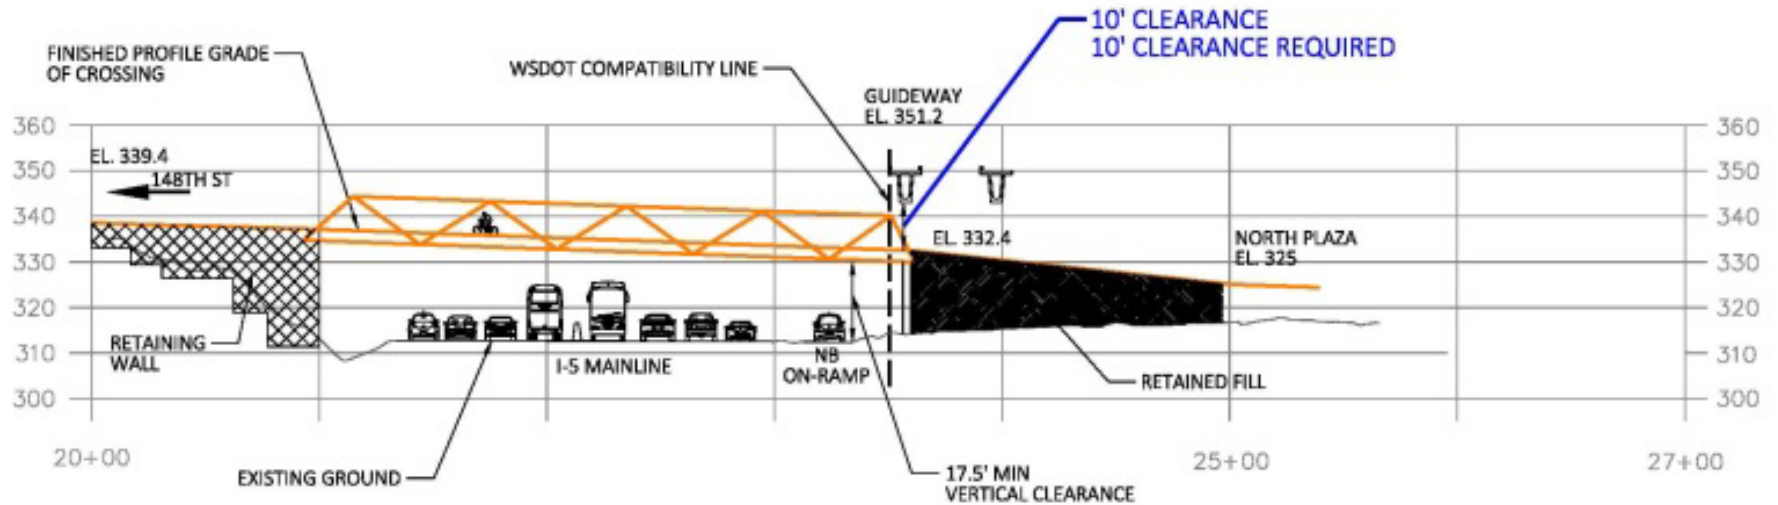 10' CLEARANCE
10' CLEARANCE REQUIRED
FINISHED PROFILE GRADE
OF CROSSING
WSDOT COMPATIBILITY LINE
GUIDEWAY
EL. 351.2
360
360
EL. 339.4
350
350
148TH ST
340
340
EL. 332.4
NORTH PLAZA
EL. 325
330
330
320
320
RETAINING
WALL
310
310
I-5 MAINLINE
NB
ON-RAMP
RETAINED FILL
300
300
20+00
25+00
27+00
EXISTING GROUND
17.5' MIN
VERTICAL CLEARANCE